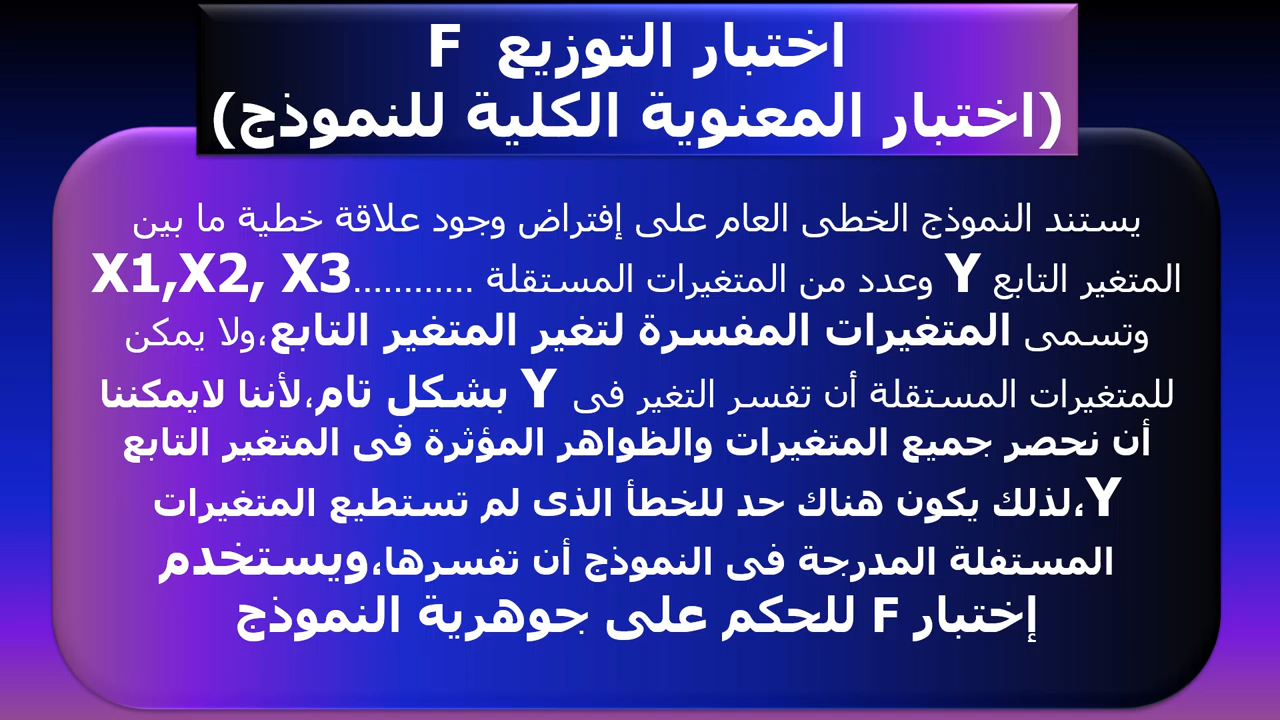 اختبار التوزيع F
(اختبار المعنوية الكلية للنموذج)
يستند النموذج الخطى العام على إفتراض وجود علاقة خطية ما بين
المتغير التابع Y وعدد من المتغيرات المستقلة ............X1,X2, X3
وتسمى المتغيرات المفسرة لتغير المتغير التابع،ولا يمكن
للمتغيرات المستقلة أن تفسر التغير فى Y بشكل تام،لأننا لايمكننا
أن نحصر جميع المتغيرات والظواهر المؤثرة فى المتغير التابع
Y،لذلك يكون هناك حد للخطأ الذى لم تستطيع المتغيرات
المستفلة المدرجة فى النموذج أن تفسرها،ويستخدم
إختبار F للحكم على جوهرية النموذج